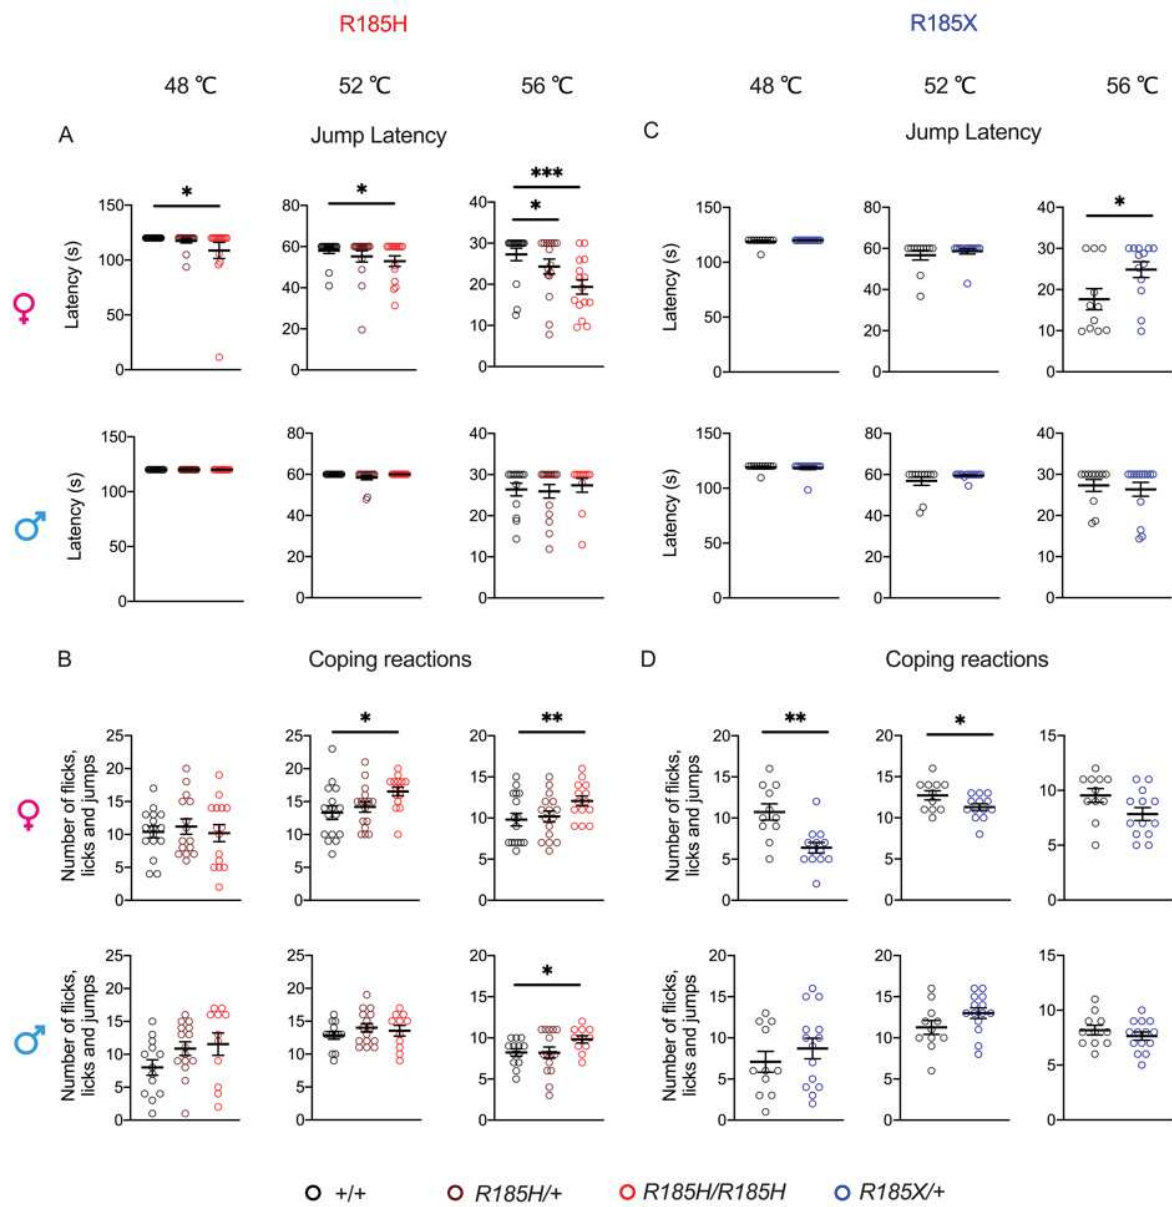 R185H R185X
48 ℃ 52 ℃ 56 ℃ 48 ℃ 52 ℃ 56 ℃
A Jump Latency C Jump Latency
* * *** * *
Latency (s) 150 100 50 0 80 60 40 20 0 40 30 20 10 0 Latency (s) 150 100 50 0 80 60 40 20 0 40 30 20 10 0
♀
Latency (s) 150 100 50 0 80 60 40 20 0 40 30 20 10 0 Latency (s) 150 100 50 0 80 60 40 20 0 40 30 20 10 0
♂
B Coping reactions D Coping reactions
* ** ** *
Number of flicks,
licks and jumps
25 20 15 10 5 0 25 20 15 10 5 0 25 20 15 10 5 0
Number of flicks,
licks and jumps
20 15 10 5 0 20 15 10 5 0 15 10 5 0
♀
*
Number of flicks,
licks and jumps
25 20 15 10 5 0 25 20 15 10 5 0 20 15 10 5 0
Number of flicks,
licks and jumps
20 15 10 5 0 20 15 10 5 0 15 10 5 0
♂
+/+ R185H/+ R185H/R185H R185X/+